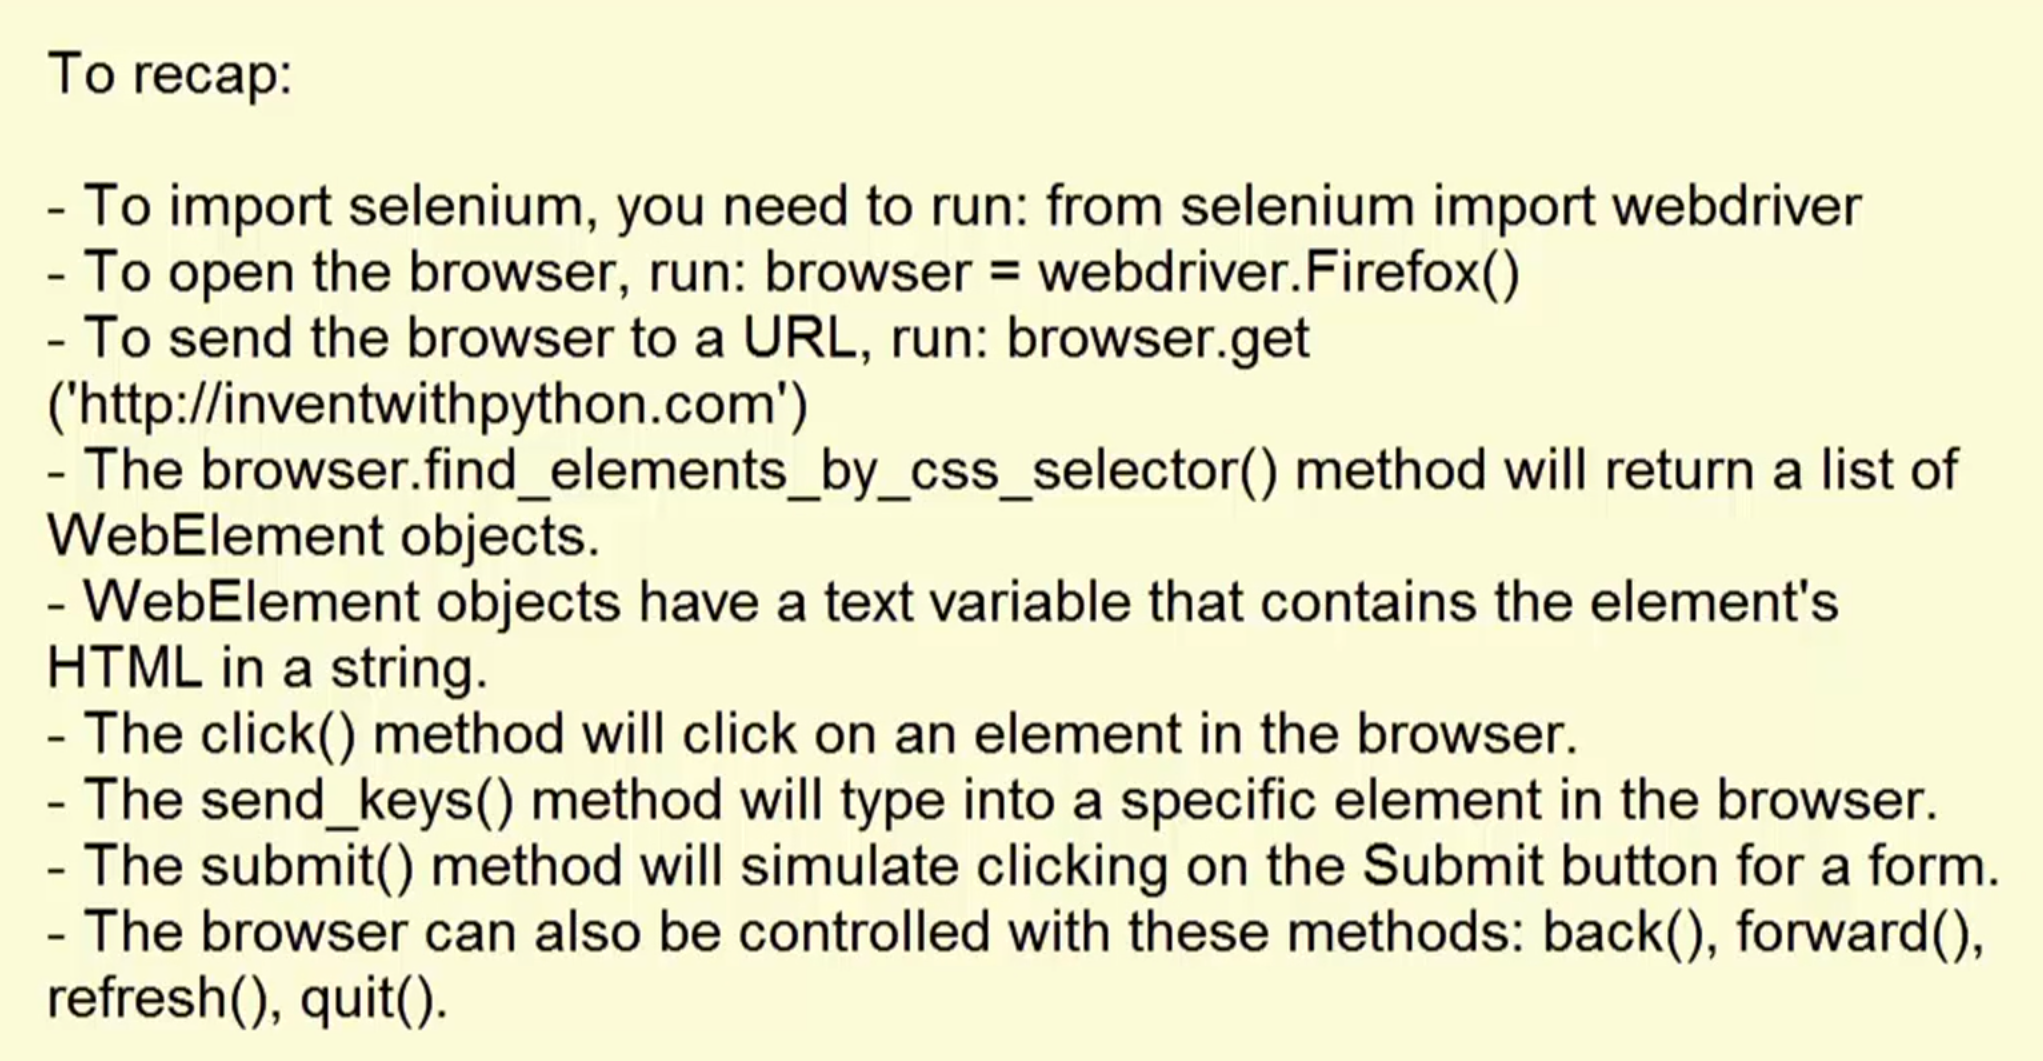 To recap:
- To import selenium, you need to run: from selenium import webdriver
- To open the browser, run: browser = webdriver.Firefox()
- To send the browser to a URL, run: browser.get
('http://inventwithpython.com')
- The browser.find_elements_by_css_selector() method will return a list of
WebElement objects.
- WebElement objects have a text variable that contains the element's
HTML in a string.
- The click() method will click on an element in the browser.
- The send_keys() method will type into a specific element in the browser.
- The submit() method will simulate clicking on the Submit button for a form.
- The browser can also be controlled with these methods: back(), forward(),
refresh(), quit().